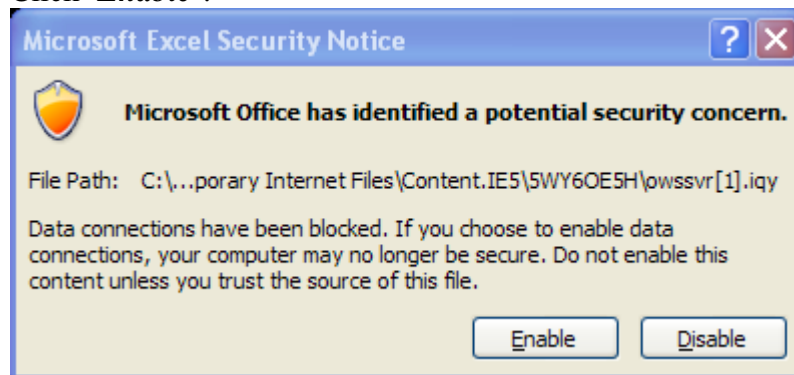 Click 'Enable'.
Microsoft Excel Security Notice
Microsoft Office has identified a potential security concern.
File Path: C:\...porary Internet Files\Content.IE5\5WY6OE5H\owssvr[1].iqy
Data connections have been blocked. If you choose to enable data
connections, your computer may no longer be secure. Do not enable this
content unless you trust the source of this file.
Enable Disable